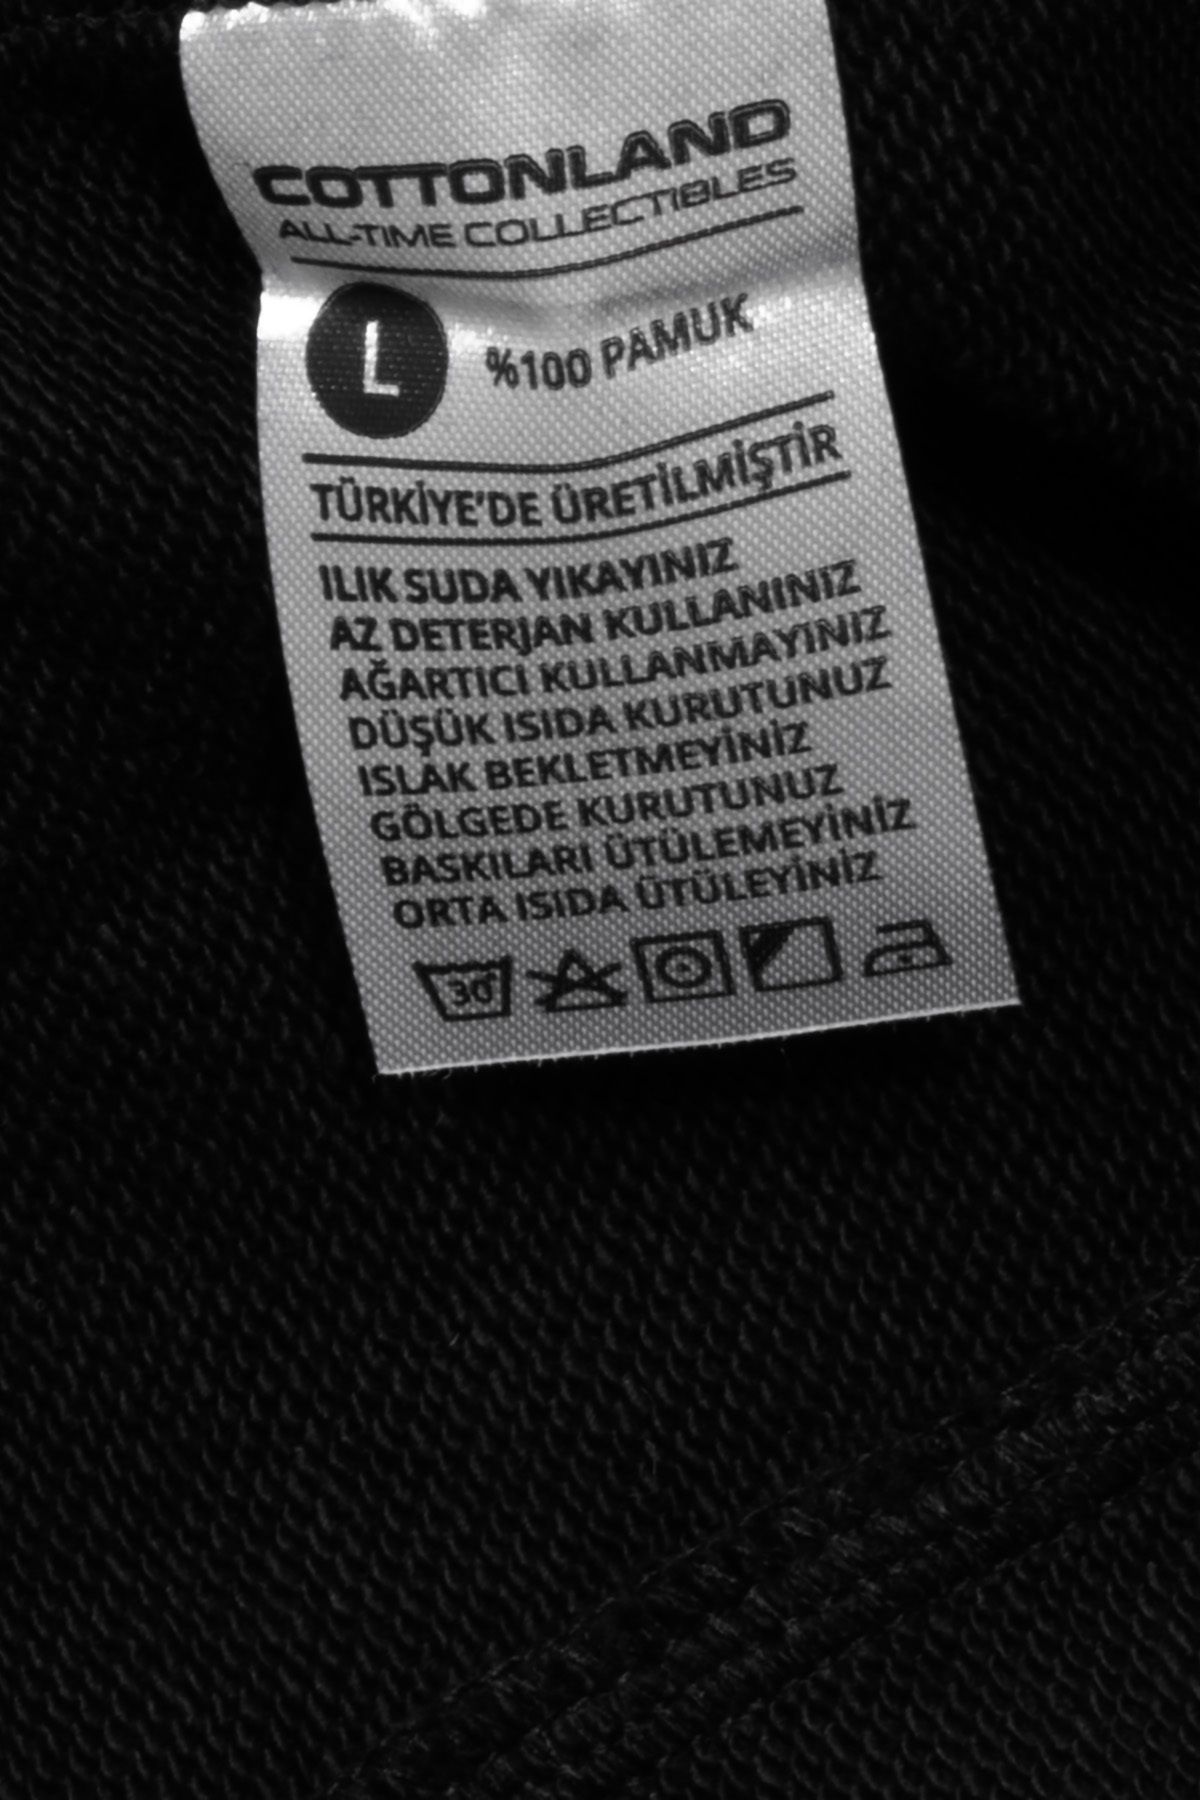 COTTONLAND
ALL-TIME COLLECTIBLES
L %100 PAMUK
TÜRKİYE'DE ÜRETİLMİŞTİR
ILIK SUDA YIKAYINIZ
AZ DETERJAN KULLANINIZ
AĞARTICI KULLANMAYINIZ
DÜŞÜK ISIDA KURUTUNUZ
ISLAK BEKLETMEYİNİZ
GÖLGEDE KURUTUNUZ
BASKILARI ÜTÜLEMEYİNİZ
ORTA ISIDA ÜTÜLEYİNİZ
30°